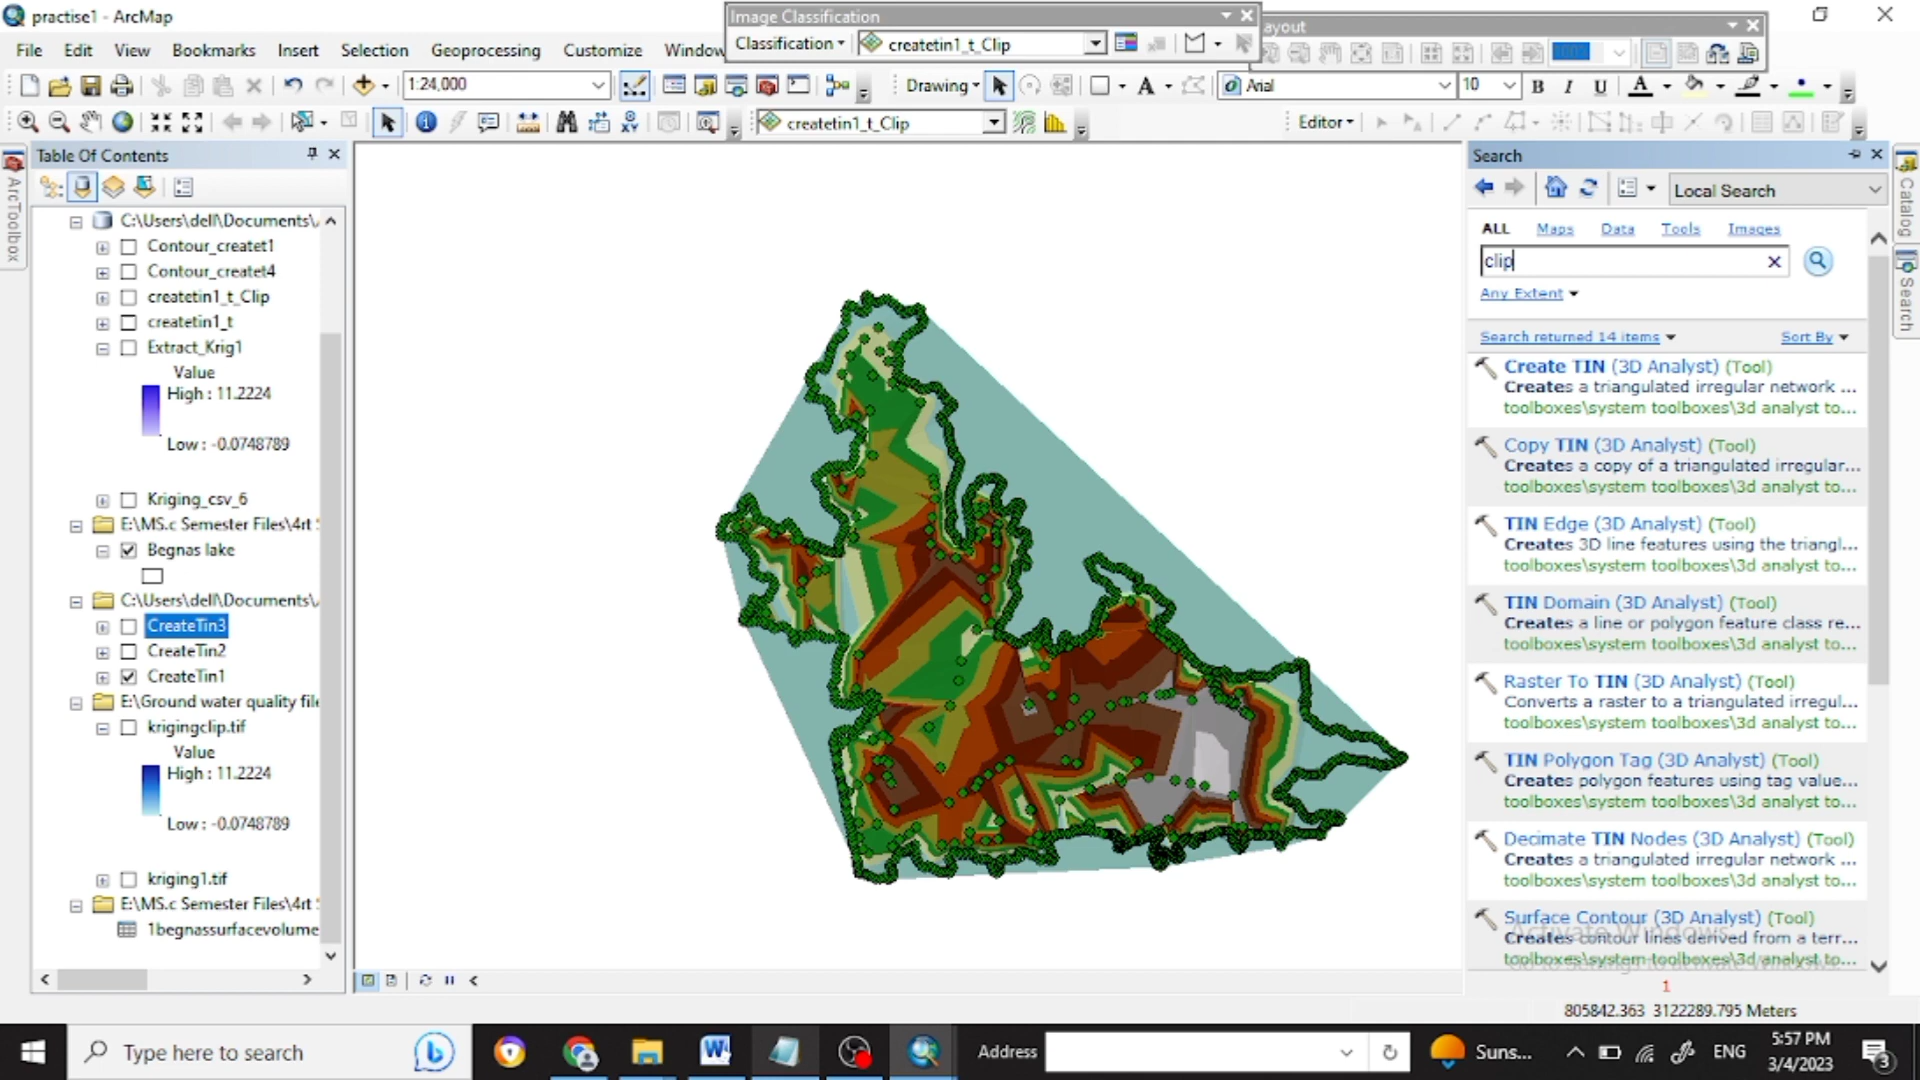 practise1 - ArcMap
Image Classification
ayout
File Edit View Bookmarks Insert Selection Geoprocessing Customize Window
Classification createtin1_t_Clip
1:24,000
Drawing
A
Arial
10
B I U A
createtin1_t_Clip
Editor
Table Of Contents
ArcToolbox
C:\Users\dell\Documents\
Contour_createt1
Contour_createt4
createtin1_t_Clip
createtin1_t
Extract_Krig1
Value
High : 11.2224
Low : -0.0748789
Kriging_csv_6
E:\MS.c Semester Files\4rt
Begnas lake
C:\Users\dell\Documents\
CreateTin3
CreateTin2
CreateTin1
E:\Ground water quality file
krigingclip.tif
Value
High : 11.2224
Low : -0.0748789
kriging1.tif
E:\MS.c Semester Files\4rt
1begnassurfacevolume
Search
Local Search
ALL Maps Data Tools Images
clip
Any Extent
Search returned 14 items Sort By
Create TIN (3D Analyst) (Tool)
Creates a triangulated irregular network ...
toolboxes\system toolboxes\3d analyst to...
Copy TIN (3D Analyst) (Tool)
Creates a copy of a triangulated irregular...
toolboxes\system toolboxes\3d analyst to...
TIN Edge (3D Analyst) (Tool)
Creates 3D line features using the triangl...
toolboxes\system toolboxes\3d analyst to...
TIN Domain (3D Analyst) (Tool)
Creates a line or polygon feature class re...
toolboxes\system toolboxes\3d analyst to...
Raster To TIN (3D Analyst) (Tool)
Converts a raster to a triangulated irregul...
toolboxes\system toolboxes\3d analyst to...
TIN Polygon Tag (3D Analyst) (Tool)
Creates polygon features using tag value...
toolboxes\system toolboxes\3d analyst to...
Decimate TIN Nodes (3D Analyst) (Tool)
Creates a triangulated irregular network ...
toolboxes\system toolboxes\3d analyst to...
Surface Contour (3D Analyst) (Tool)
Creates contour lines derived from a terr...
toolboxes\system toolboxes\3d analyst to...
Activate Windows
1
Catalog
Search
805842.363 3122289.795 Meters
Type here to search
Address
Suns...
ENG
5:57 PM
3/4/2023
3